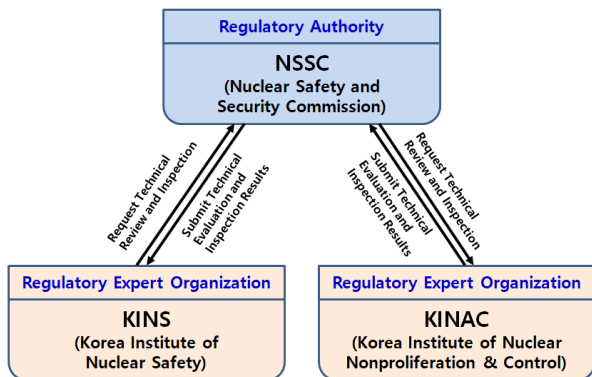 Regulatory Authority
NSSC
(Nuclear Safety and
Security Commission)
Request Technical
Review and Inspection
Submit Technical
Evaluation and
Inspection Results
Submit Technical
Evaluation and
Inspection Results
Request Technical
Review and Inspection
Regulatory Expert Organization
KINS
(Korea Institute of
Nuclear Safety)
Regulatory Expert Organization
KINAC
(Korea Institute of Nuclear
Nonproliferation & Control)